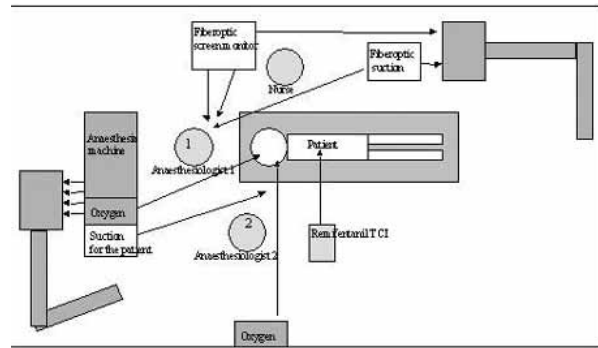 Fiberoptic
screen monitor
Fiberoptic
suction
Nurse
Anaesthesia
machine
1
Patient
Anaesthesiologist 1
Oxygen
2
Suction
for the patient
Remifentanil TCI
Anaesthesiologist 2
Oxygen